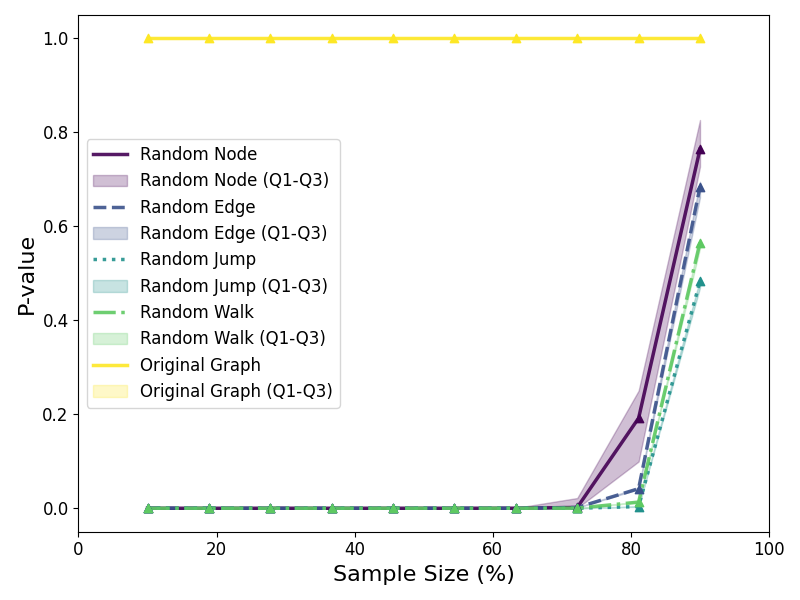 1.0
0.8
0.6
0.4
0.2
0.0
P-value
Random Node
Random Node (Q1-Q3)
Random Edge
Random Edge (Q1-Q3)
Random Jump
Random Jump (Q1-Q3)
Random Walk
Random Walk (Q1-Q3)
Original Graph
Original Graph (Q1-Q3)
0 20 40 60 80 100
Sample Size (%)